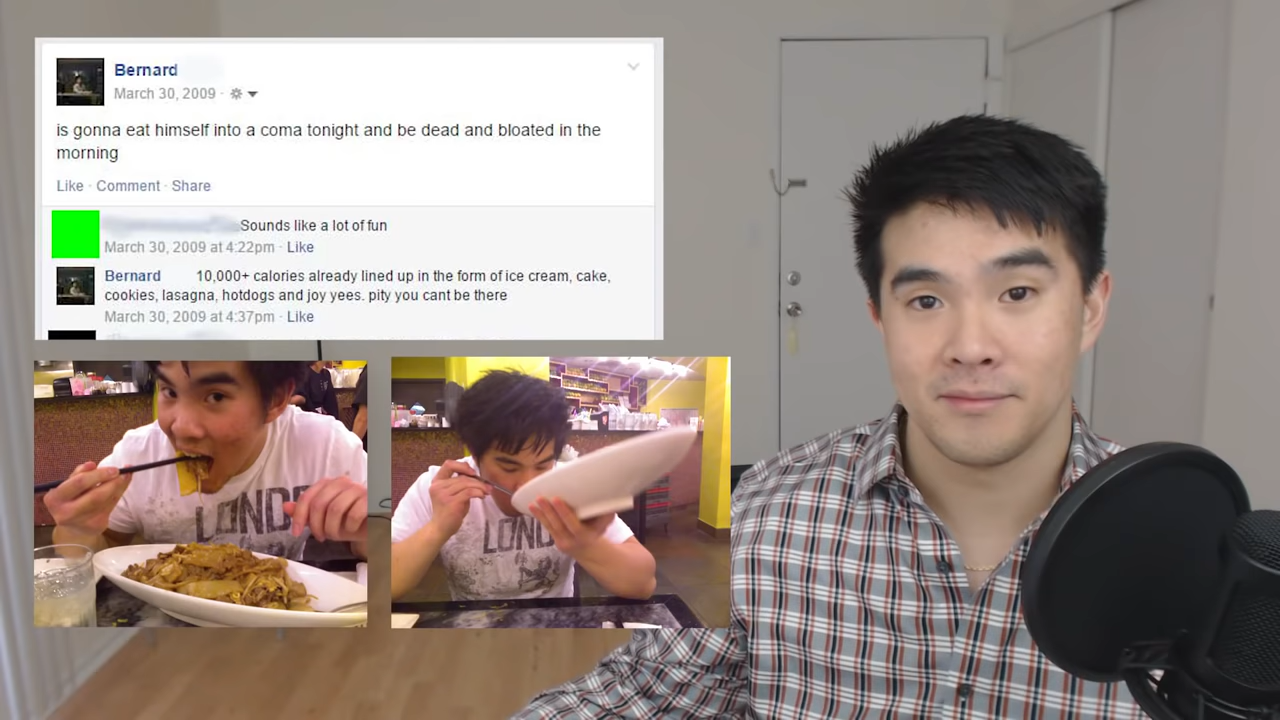 Bernard
March 30, 2009 ·
is gonna eat himself into a coma tonight and be dead and bloated in the
morning
Like · Comment · Share
Sounds like a lot of fun
March 30, 2009 at 4:22pm · Like
Bernard 10,000+ calories already lined up in the form of ice cream, cake,
cookies, lasagna, hotdogs and joy yees. pity you cant be there
March 30, 2009 at 4:37pm · Like
LONDO
LOND